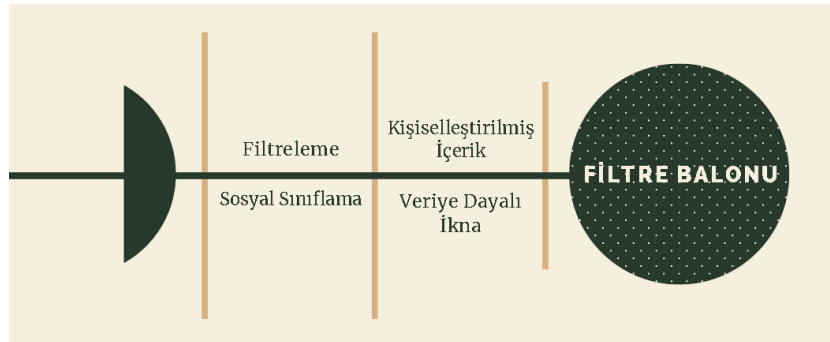 Filtreleme
Sosyal Sınıflama
Kişiselleştirilmiş
İçerik
Veriye Dayalı
İkna
FİLTRE BALONU